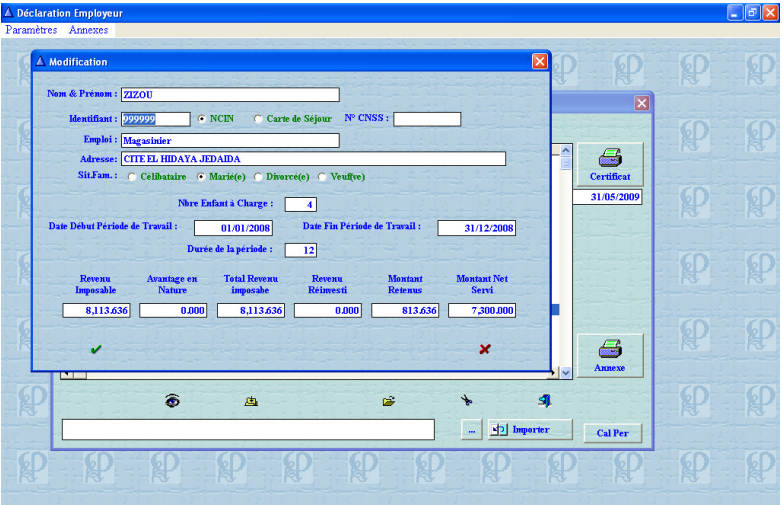 Déclaration Employeur
Paramètres Annexes
Modification
Nom & Prénom : ZIZOU
Identifiant : 999999 NCIN Carte de Séjour N° CNSS :
Emploi : Magasinier
Adresse: CITE EL HIDAYA JEDAIDA
Sit.Fam. : Célibataire Marié(e) Divorcé(e) Veuf(ve)
Nbre Enfant à Charge : 4
Date Début Période de Travail : 01/01/2008 Date Fin Période de Travail : 31/12/2008
Durée de la période : 12
Revenu Avantage en Total Revenu Revenu Montant Montant Net
Imposable Nature imposabe Réinvesti Retenus Servi
8,113.636 0.000 8,113.636 0.000 813.636 7,300.000
Certificat
31/05/2009
Annexe
... Importer Cal Per